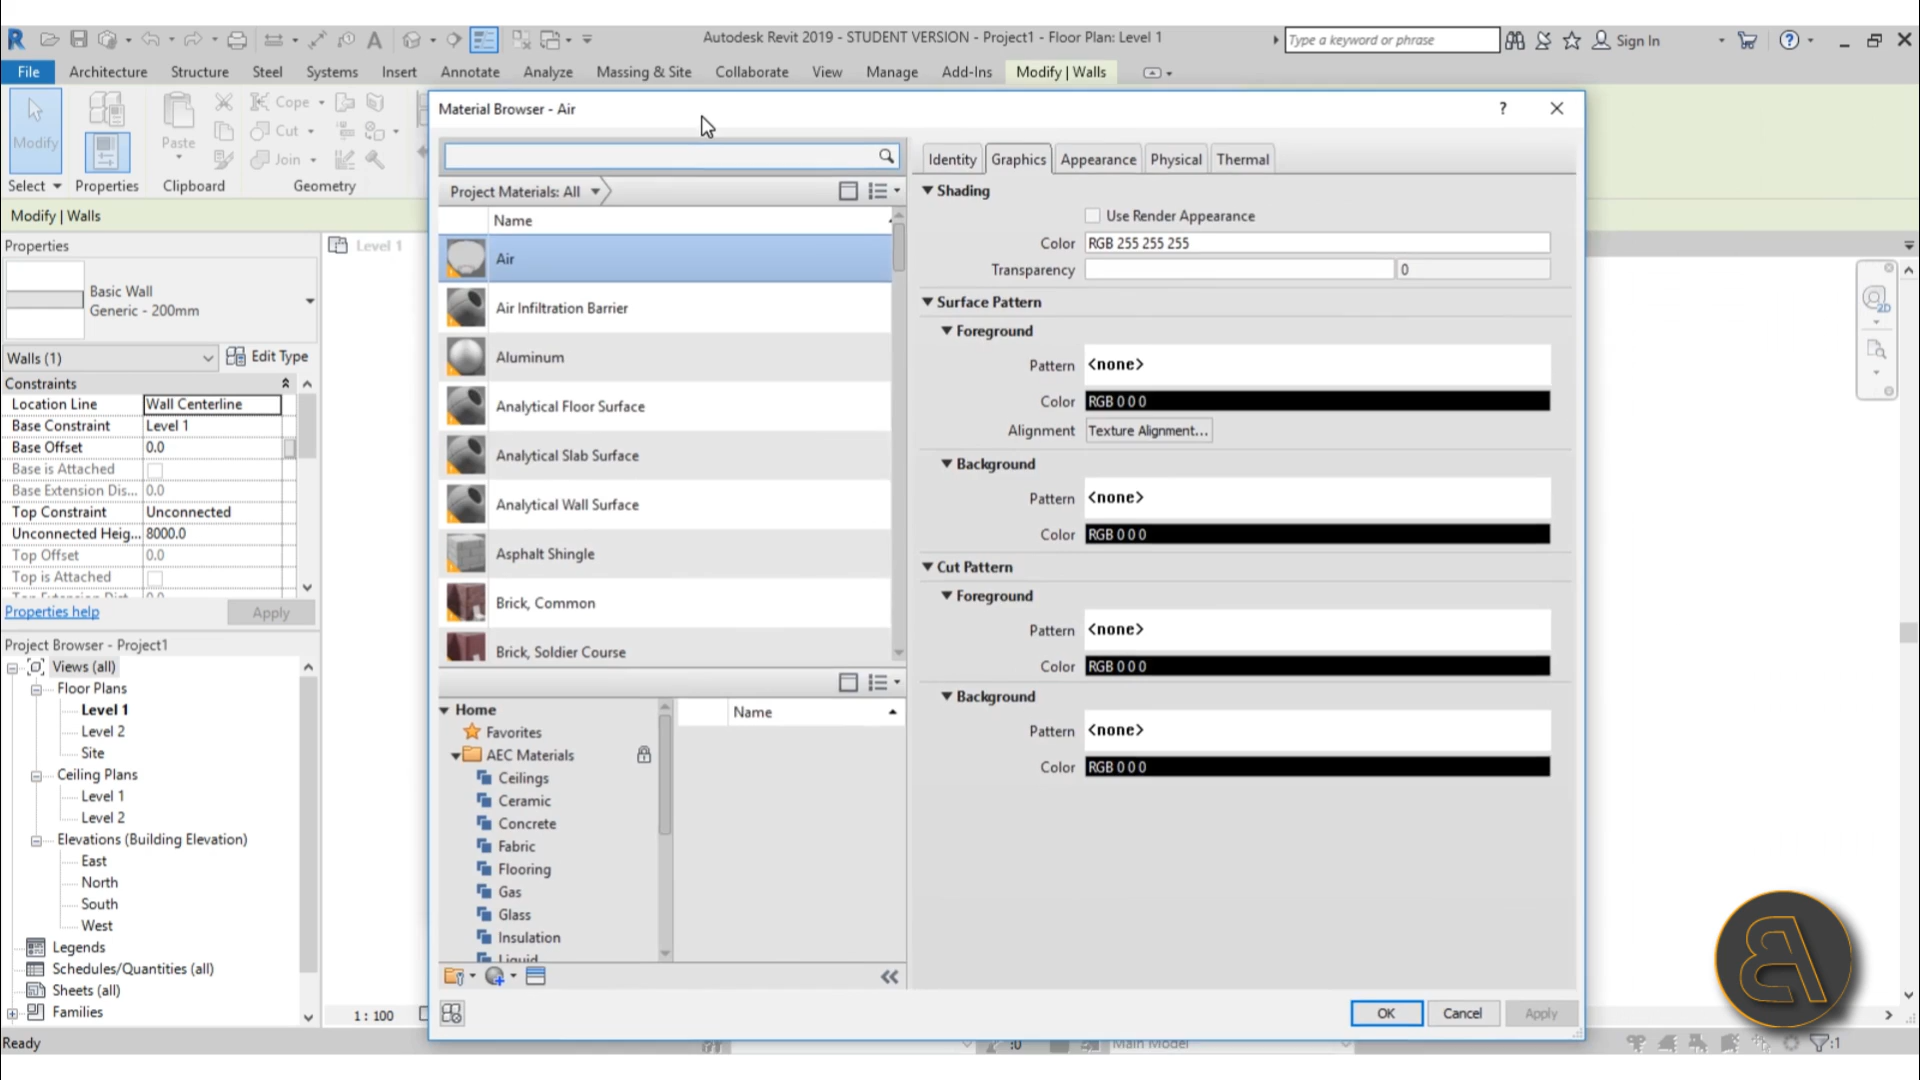 Autodesk Revit 2019 - STUDENT VERSION - Project1 - Floor Plan: Level 1
Type a keyword or phrase
Sign In
File
Architecture
Structure
Steel
Systems
Insert
Annotate
Analyze
Massing & Site
Collaborate
View
Manage
Add-Ins
Modify | Walls
Modify
Paste
Cope
Cut
Join
Select
Properties
Clipboard
Geometry
Modify | Walls
Properties
Basic Wall
Generic - 200mm
Walls (1)
Edit Type
Constraints
Location Line Wall Centerline
Base Constraint Level 1
Base Offset 0.0
Base is Attached
Base Extension Dis... 0.0
Top Constraint Unconnected
Unconnected Heig... 8000.0
Top Offset 0.0
Top is Attached
Properties help
Apply
Project Browser - Project1
Views (all)
Floor Plans
Level 1
Level 2
Site
Ceiling Plans
Level 1
Level 2
Elevations (Building Elevation)
East
North
South
West
Legends
Schedules/Quantities (all)
Sheets (all)
Families
Ready
Level 1
1 : 100
Material Browser - Air
?
Project Materials: All
Name
Air
Air Infiltration Barrier
Aluminum
Analytical Floor Surface
Analytical Slab Surface
Analytical Wall Surface
Asphalt Shingle
Brick, Common
Brick, Soldier Course
Home
Favorites
AEC Materials
Ceilings
Ceramic
Concrete
Fabric
Flooring
Gas
Glass
Insulation
Liquid
Name
Identity
Graphics
Appearance
Physical
Thermal
Shading
Use Render Appearance
Color RGB 255 255 255
Transparency 0
Surface Pattern
Foreground
Pattern <none>
Color RGB 0 0 0
Alignment Texture Alignment...
Background
Pattern <none>
Color RGB 0 0 0
Cut Pattern
Foreground
Pattern <none>
Color RGB 0 0 0
Background
Pattern <none>
Color RGB 0 0 0
OK
Cancel
Apply
2D
:0
Main Model
:1